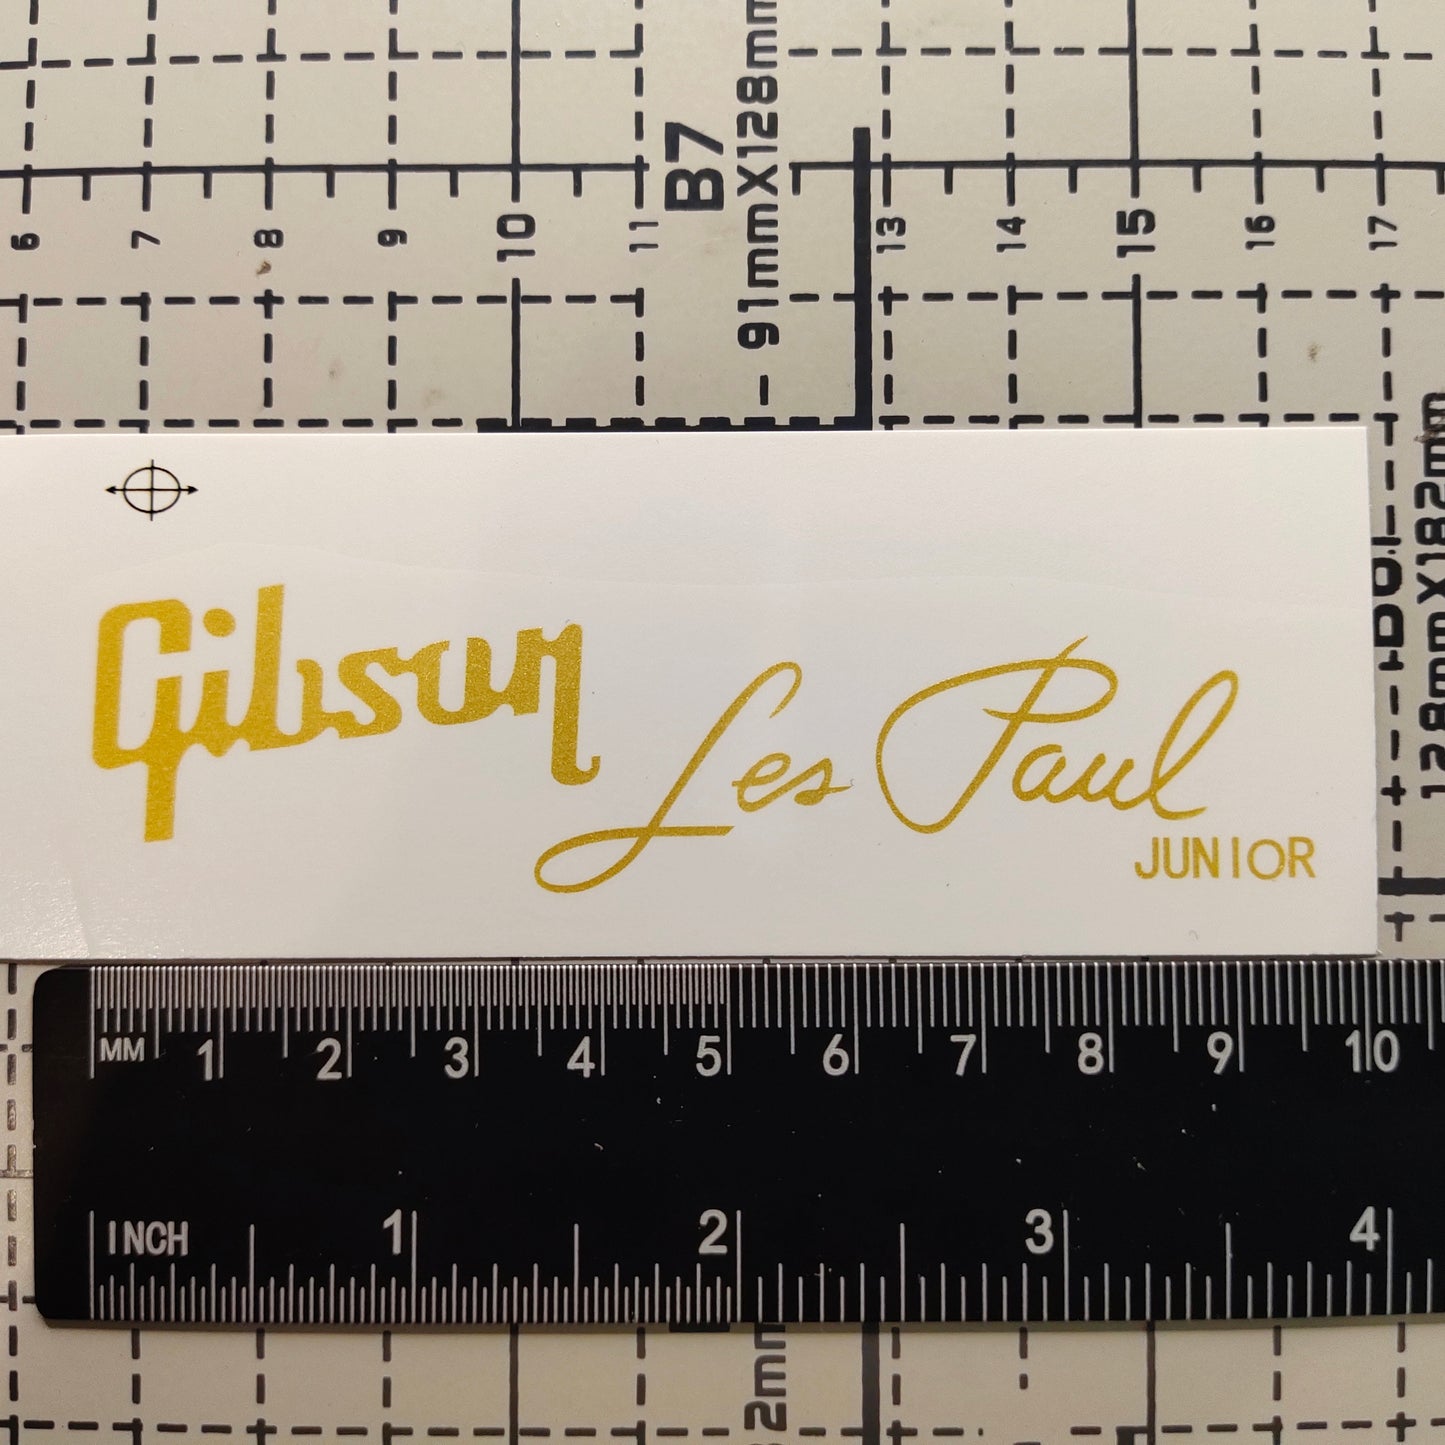 6 7 8 9 10 11 13 14 15 16 17
B7
91mmX128mm
128mmX182mm
Gibson
Les Paul
JUNIOR
MM 1 2 3 4 5 6 7 8 9 10
INCH 1 2 3 4